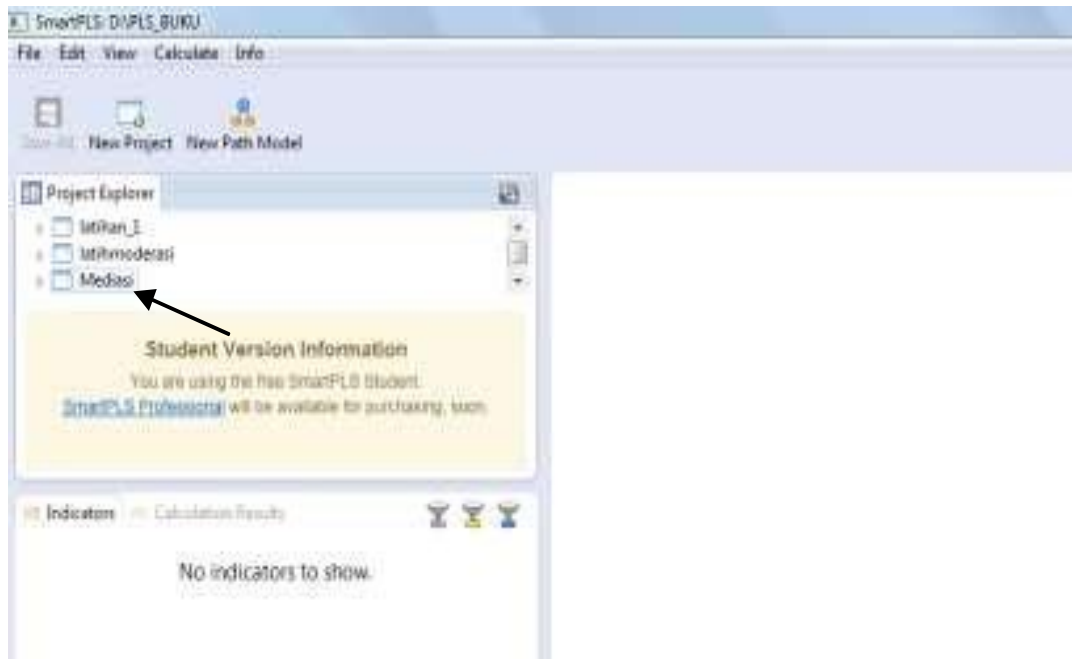 SmartPLS: D:\PLS_BUKU
File Edit View Calculate Info
Save All New Project New Path Model
Project Explorer
latihan_1
latihmoderasi
Mediasi
Student Version Information
You are using the free SmartPLS Student.
SmartPLS Professional will be available for purchasing, soon.
Indicators Calculation Results
No indicators to show.